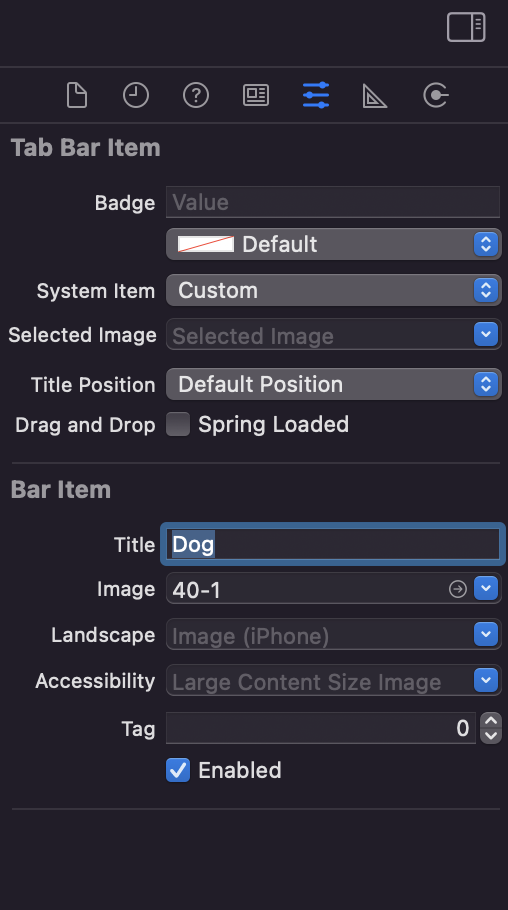 Tab Bar Item
Badge Value
Default
System Item Custom
Selected Image Selected Image
Title Position Default Position
Drag and Drop Spring Loaded
Bar Item
Title Dog
Image 40-1
Landscape Image (iPhone)
Accessibility Large Content Size Image
Tag 0
Enabled